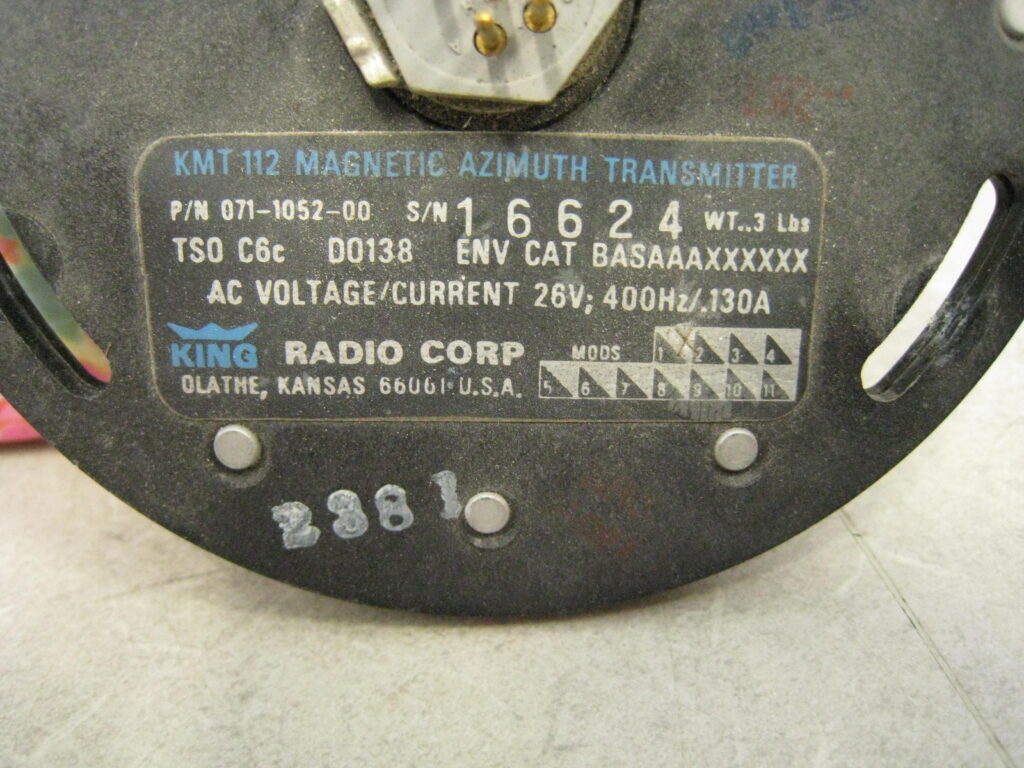 KMT 112 MAGNETIC AZIMUTH TRANSMITTER
P/N 071-1052-00 S/N 16624 WT..3 Lbs
TSO C6c DO138 ENV CAT BASAAAXXXXXX
AC VOLTAGE/CURRENT 26V; 400Hz/.130A
KING RADIO CORP
OLATHE, KANSAS 66061 U.S.A.
MODS 1 2 3 4
5 6 7 8 9 10 11
2881